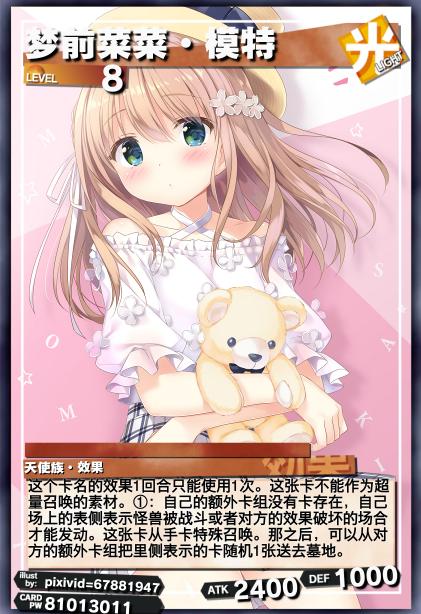 梦前菜菜·模特
光
LIGHT
LEVEL 8
M
S
O
A
M
K
I
天使族·效果
效果
这个卡名的效果1回合只能使用1次。这张卡不能作为超
量召唤的素材。①：自己的额外卡组没有卡存在，自己
场上的表侧表示怪兽被战斗或者对方的效果破坏的场合
才能发动。这张卡从手卡特殊召唤。那之后，可以从对
方的额外卡组把里侧表示的卡随机1张送去墓地。
illust by: pixivid=67881947
ATK 2400 DEF 1000
CARD PW 81013011